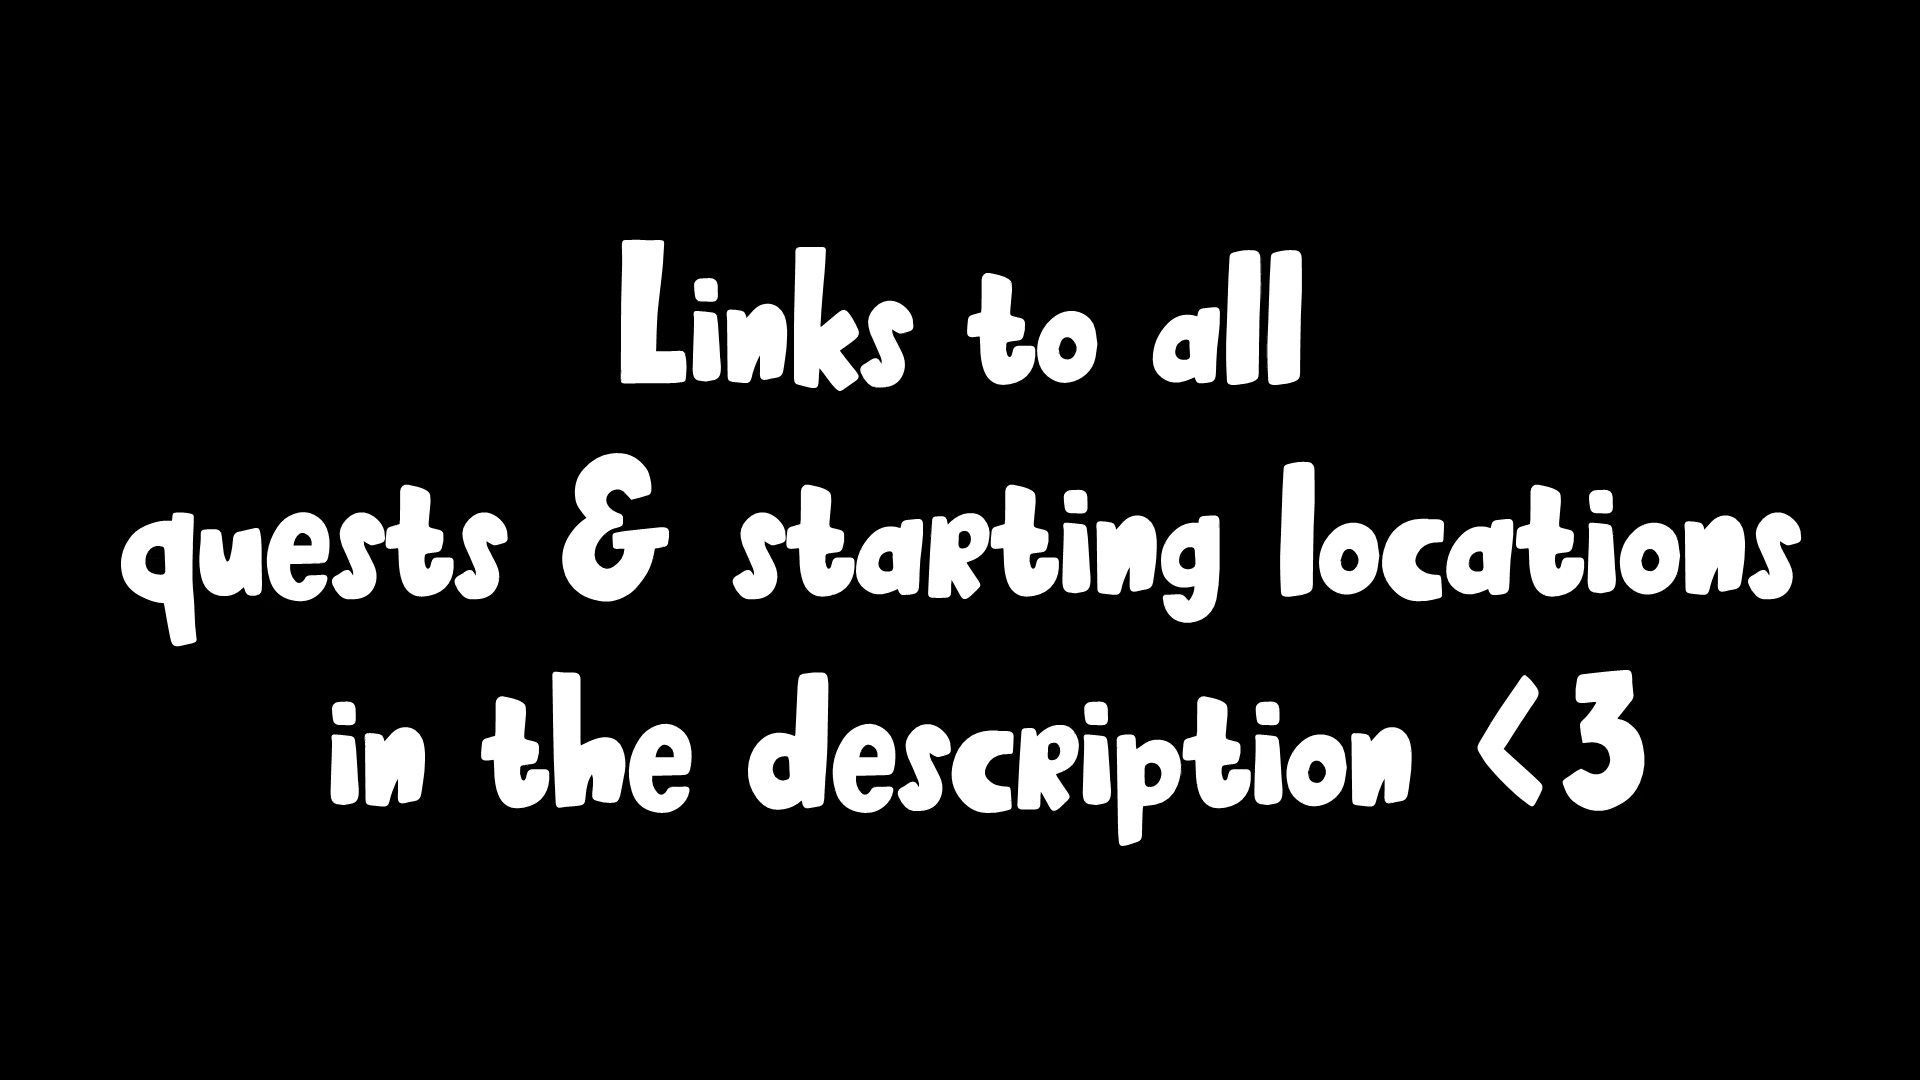 Links to all
quests & starting locations
in the description <3